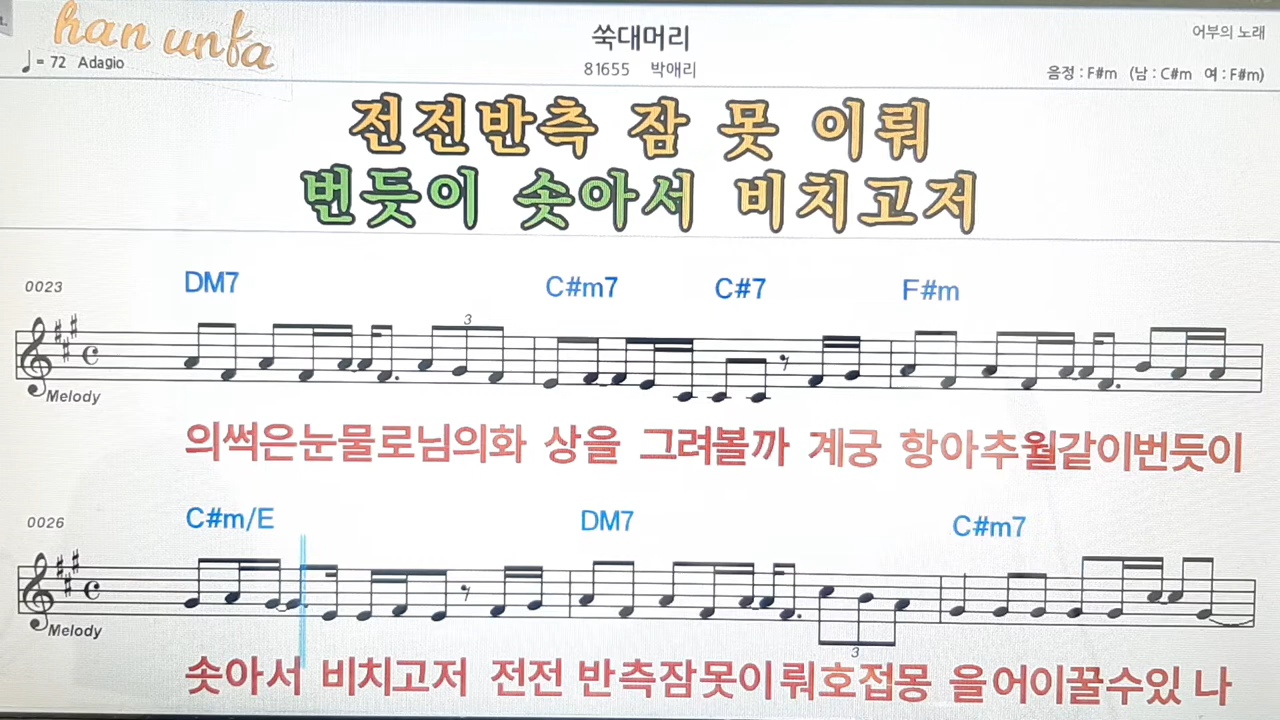 han unfa
쑥대머리
어부의 노래
♩= 72 Adagio
81655 박애리
음정 : F#m (남 : C#m 여 : F#m)
전전반측 잠 못 이뤄
번듯이 솟아서 비치고저
0023
DM7 C#m7 C#7 F#m
3
Melody
의썩은눈물로님의화 상을 그려볼까 계궁 항아추월같이번듯이
0026
C#m/E DM7 C#m7
3
Melody
솟아서 비치고저 전전 반측잠못이뤄호접몽 을어이꿀수있 나